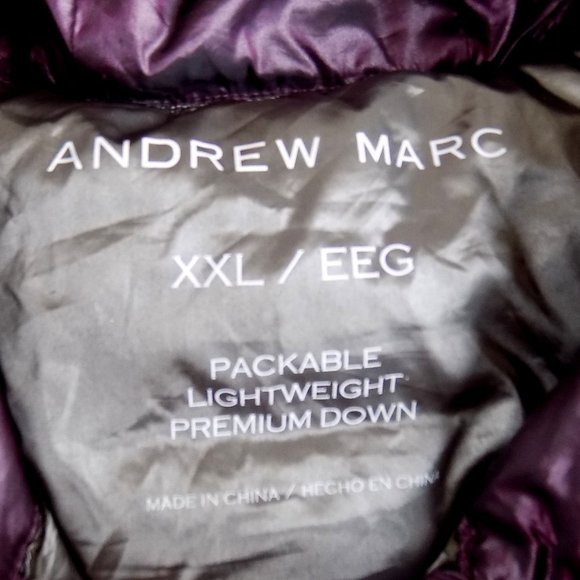 ANDREW MARC
XXL / EEG
PACKABLE
LIGHTWEIGHT
PREMIUM DOWN
MADE IN CHINA / HECHO EN CHINA